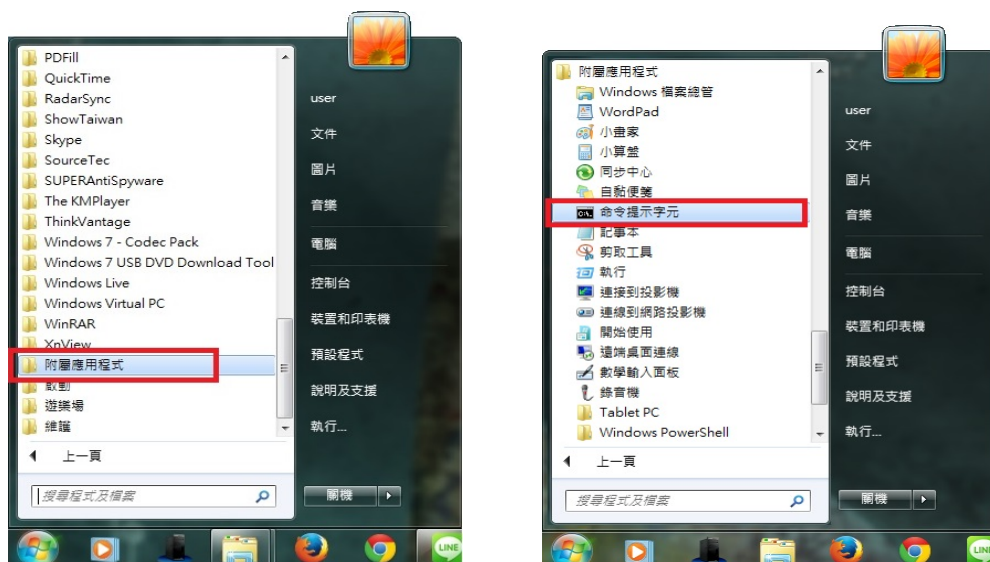 PDFill
QuickTime
RadarSync
ShowTaiwan
Skype
SourceTec
SUPERAntiSpyware
The KMPlayer
ThinkVantage
Windows 7 - Codec Pack
Windows 7 USB DVD Download Tool
Windows Live
Windows Virtual PC
WinRAR
XnView
附屬應用程式
啟動
遊樂場
維護
上一頁
搜尋程式及檔案
user
文件
圖片
音樂
電腦
控制台
裝置和印表機
預設程式
說明及支援
執行...
關機
LINE
附屬應用程式
Windows 檔案總管
WordPad
小畫家
小算盤
同步中心
自黏便箋
命令提示字元
記事本
剪取工具
執行
連接到投影機
連線到網路投影機
開始使用
遠端桌面連線
數學輸入面板
錄音機
Tablet PC
Windows PowerShell
上一頁
搜尋程式及檔案
user
文件
圖片
音樂
電腦
控制台
裝置和印表機
預設程式
說明及支援
執行...
關機
LINE